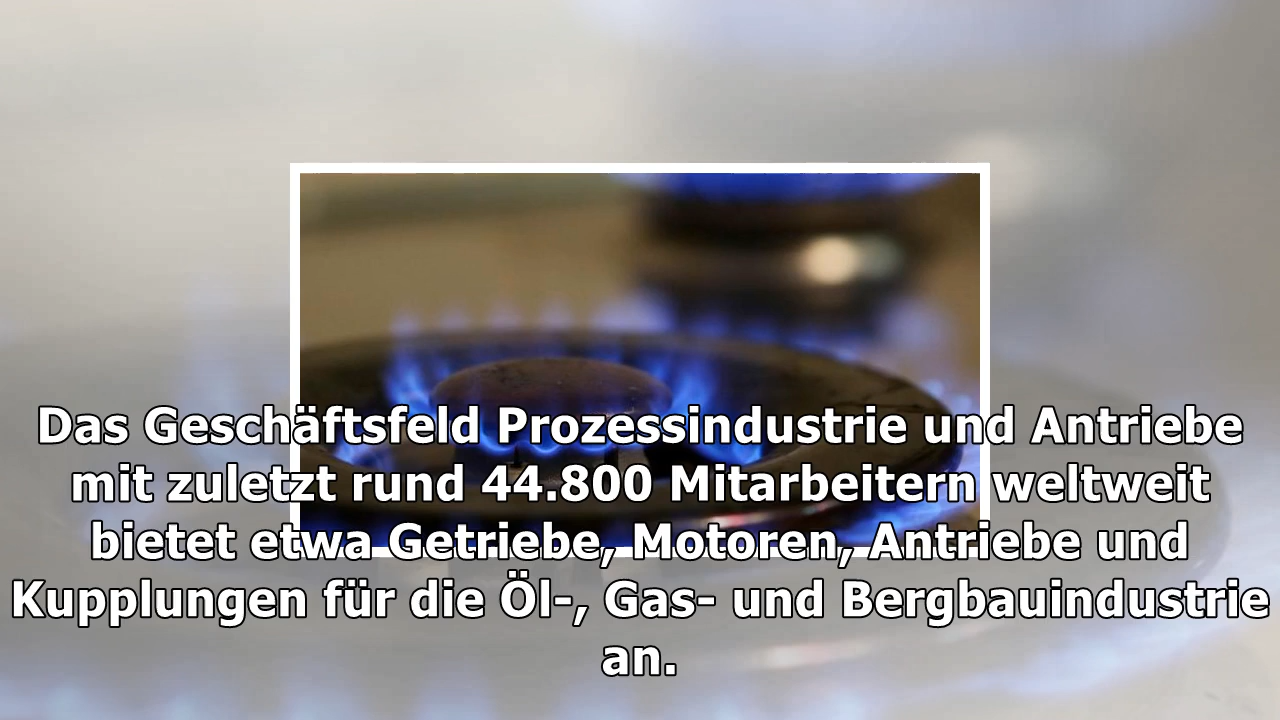 Das Geschäftsfeld Prozessindustrie und Antriebe
mit zuletzt rund 44.800 Mitarbeitern weltweit
bietet etwa Getriebe, Motoren, Antriebe und
Kupplungen für die Öl-, Gas- und Bergbauindustrie
an.